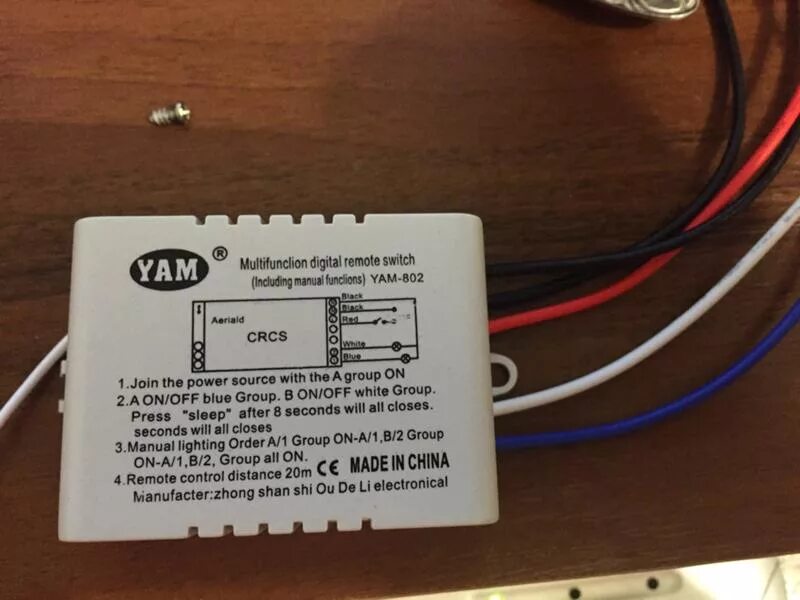 YAM ®
Multifunclion digital remote switch
(Including manual funclions) YAM-802
Black
Black
Red
White
Blue
Aeriald
CRCS
1.Join the power source with the A group ON
2.A ON/OFF blue Group. B ON/OFF white Group.
Press "sleep" after 8 seconds will all closes.
seconds will all closes
3.Manual lighting Order A/1 Group ON-A/1,B/2 Group
ON-A/1,B/2, Group all ON.
4.Remote control distance 20m CE MADE IN CHINA
Manufacter:zhong shan shi Ou De Li electronical